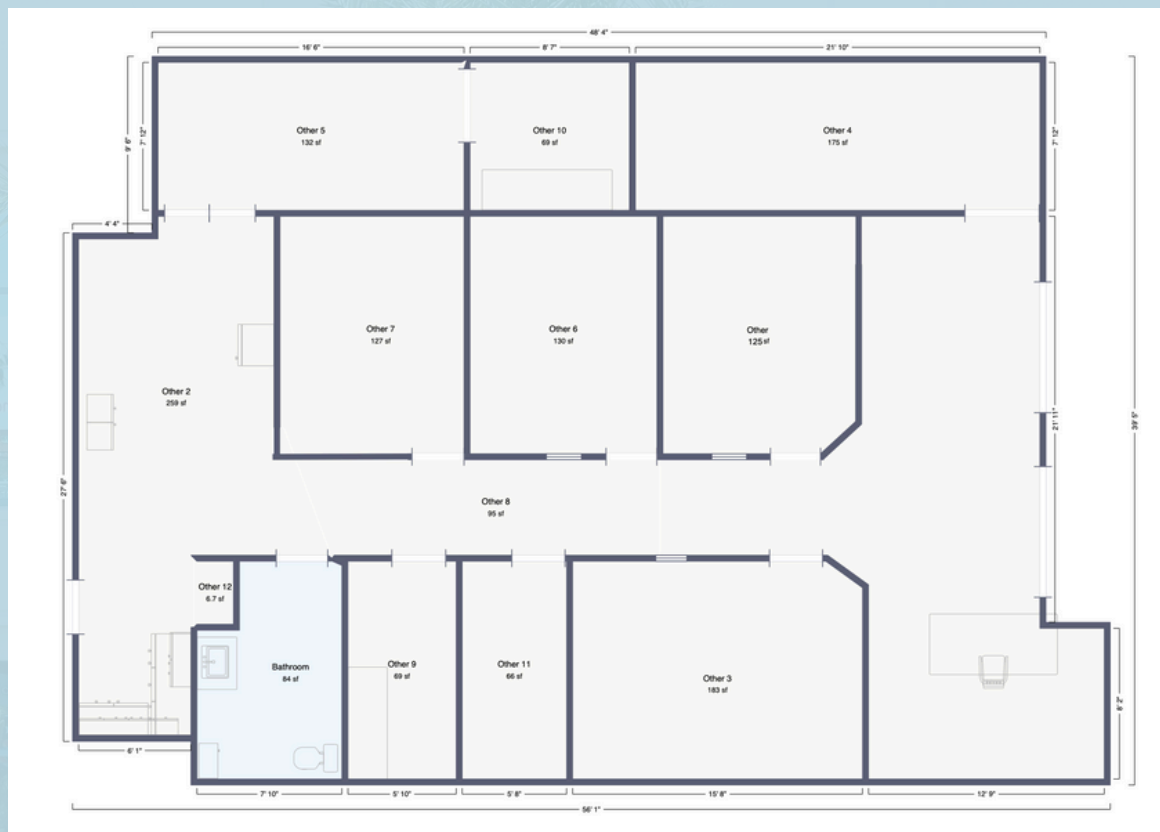 48' 4"
16' 6"
8' 7"
21' 10"
9' 6"
7' 12"
Other 5
132 sf
Other 10
69 sf
Other 4
175 sf
7' 12"
4' 4"
Other 7
127 sf
Other 6
130 sf
Other
125 sf
Other 2
259 sf
21' 11"
39' 5"
27' 6"
Other 8
95 sf
Other 12
6.7 sf
Bathroom
84 sf
Other 9
69 sf
Other 11
66 sf
Other 3
183 sf
8' 2"
6' 1"
7' 10"
5' 10"
5' 8"
15' 8"
12' 9"
56' 1"